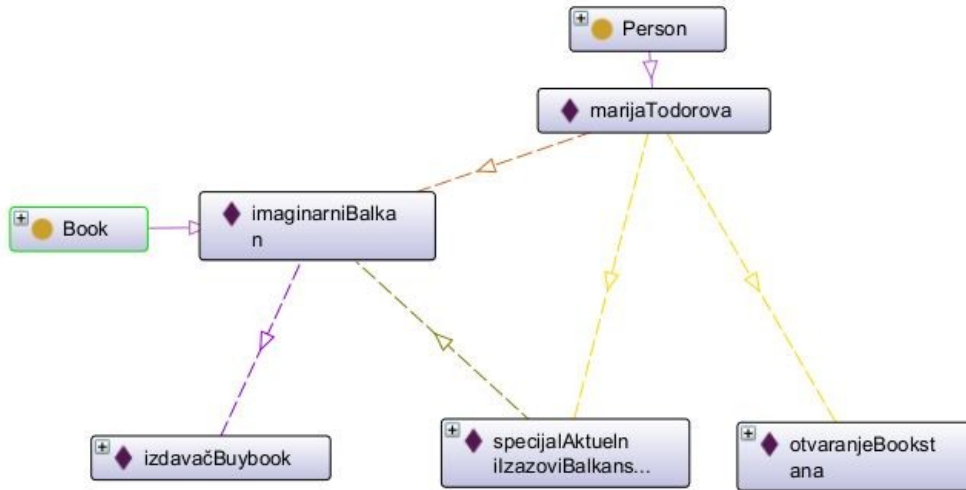 Person
marijaTodorova
imaginarniBalka
n
Book
izdavačBuybook
specijalAktueln
iIzazoviBalkans...
otvaranjeBookst
ana